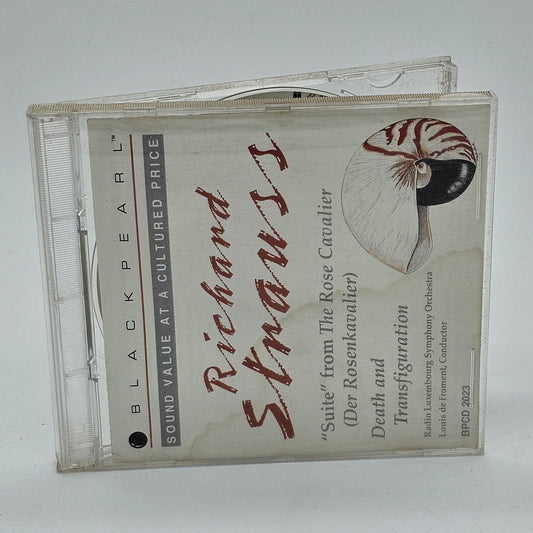 BLACK PEARL™
SOUND VALUE AT A CULTURED PRICE
Richard
Strauss
"Suite" from The Rose Cavalier
(Der Rosenkavalier)
Death and
Transfiguration
Radio Luxembourg Symphony Orchestra
Louis de Froment, Conductor
BPCD 2023